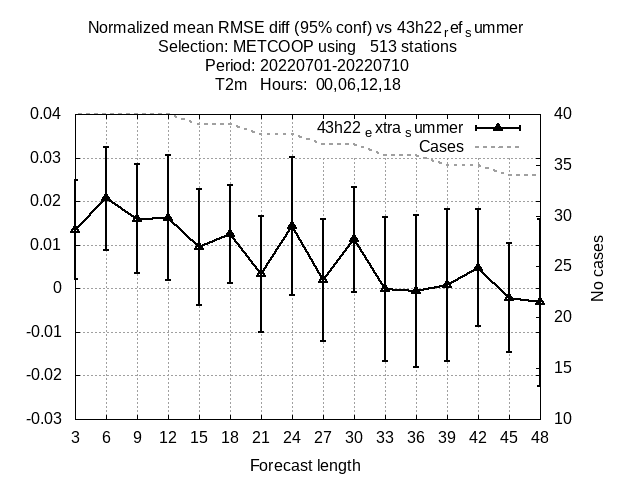 Normalized mean RMSE diff (95% conf) vs 43h22refsummer
Selection: METCOOP using 513 stations
Period: 20220701-20220710
T2m Hours: 00,06,12,18
43h22extrasummer
Cases
0.04
0.03
0.02
0.01
0
-0.01
-0.02
-0.03
40
35
30
25
20
15
10
No cases
3 6 9 12 15 18 21 24 27 30 33 36 39 42 45 48
Forecast length